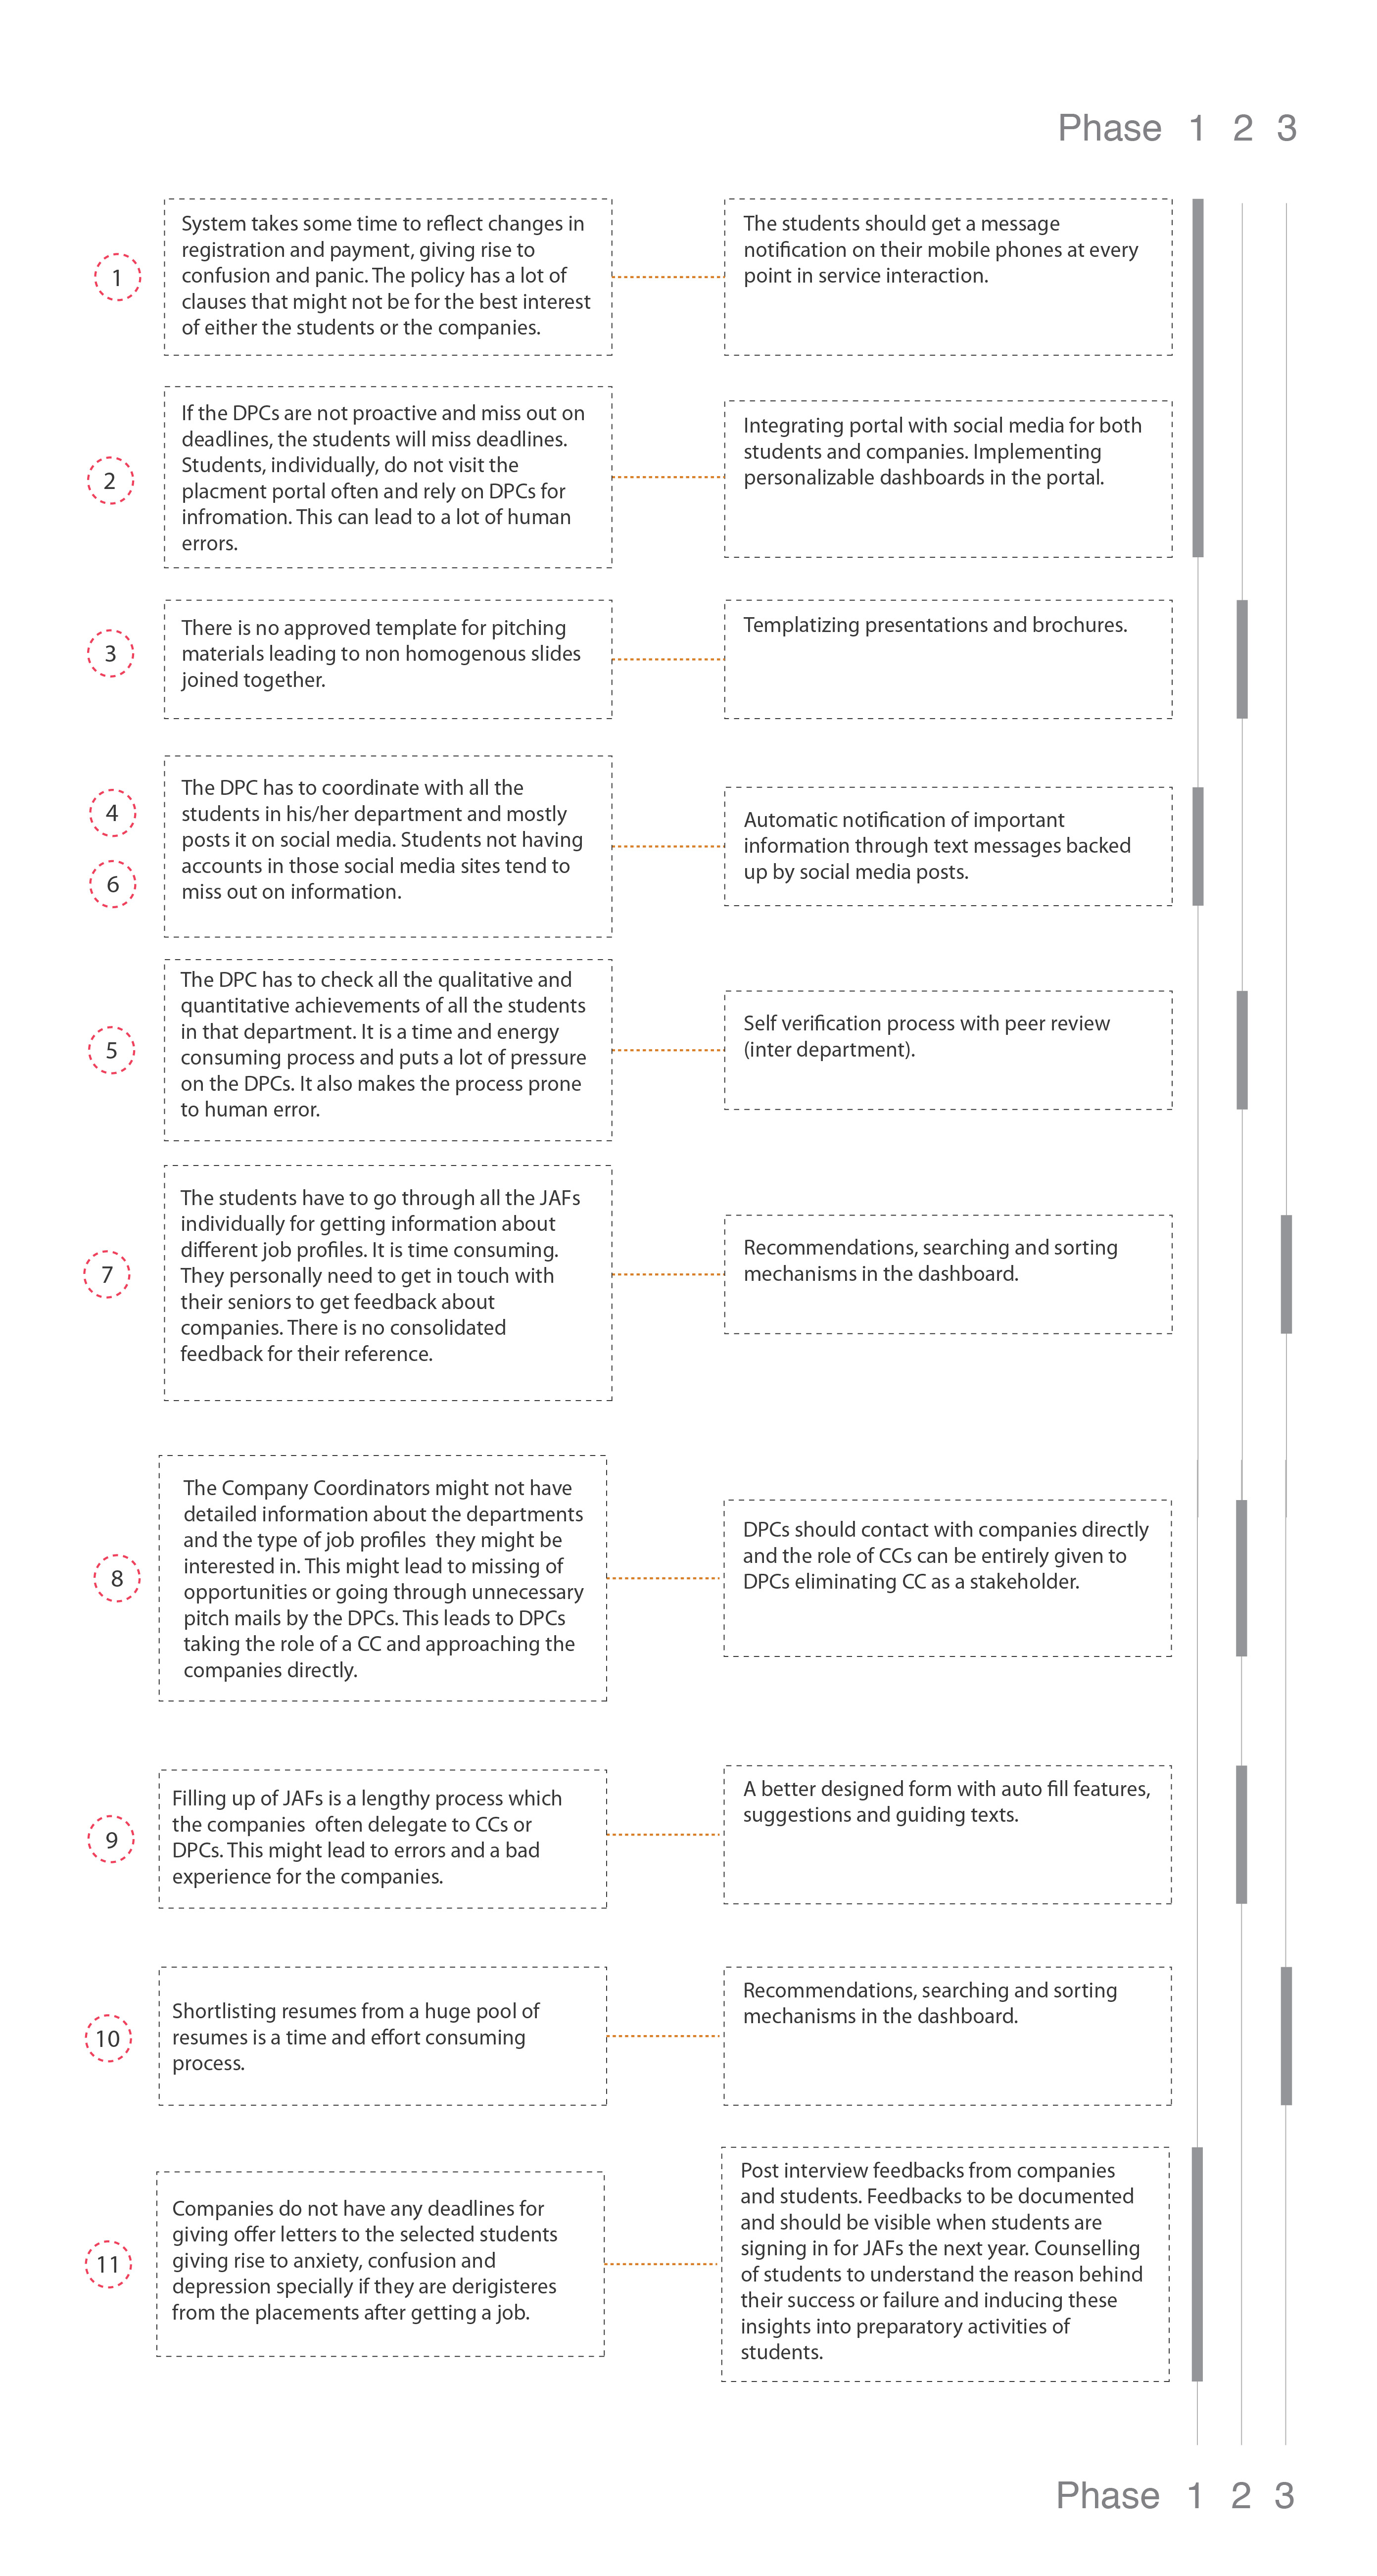 Phase 1 2 3
1
System takes some time to reflect changes in
registration and payment, giving rise to
confusion and panic. The policy has a lot of
clauses that might not be for the best interest
of either the students or the companies.
The students should get a message
notification on their mobile phones at every
point in service interaction.
2
If the DPCs are not proactive and miss out on
deadlines, the students will miss deadlines.
Students, individually, do not visit the
placment portal often and rely on DPCs for
infromation. This can lead to a lot of human
errors.
Integrating portal with social media for both
students and companies. Implementing
personalizable dashboards in the portal.
3
There is no approved template for pitching
materials leading to non homogenous slides
joined together.
Templatizing presentations and brochures.
4
6
The DPC has to coordinate with all the
students in his/her department and mostly
posts it on social media. Students not having
accounts in those social media sites tend to
miss out on information.
Automatic notification of important
information through text messages backed
up by social media posts.
5
The DPC has to check all the qualitative and
quantitative achievements of all the students
in that department. It is a time and energy
consuming process and puts a lot of pressure
on the DPCs. It also makes the process prone
to human error.
Self verification process with peer review
(inter department).
7
The students have to go through all the JAFs
individually for getting information about
different job profiles. It is time consuming.
They personally need to get in touch with
their seniors to get feedback about
companies. There is no consolidated
feedback for their reference.
Recommendations, searching and sorting
mechanisms in the dashboard.
8
The Company Coordinators might not have
detailed information about the departments
and the type of job profiles they might be
interested in. This might lead to missing of
opportunities or going through unnecessary
pitch mails by the DPCs. This leads to DPCs
taking the role of a CC and approaching the
companies directly.
DPCs should contact with companies directly
and the role of CCs can be entirely given to
DPCs eliminating CC as a stakeholder.
9
Filling up of JAFs is a lengthy process which
the companies often delegate to CCs or
DPCs. This might lead to errors and a bad
experience for the companies.
A better designed form with auto fill features,
suggestions and guiding texts.
10
Shortlisting resumes from a huge pool of
resumes is a time and effort consuming
process.
Recommendations, searching and sorting
mechanisms in the dashboard.
11
Companies do not have any deadlines for
giving offer letters to the selected students
giving rise to anxiety, confusion and
depression specially if they are derigisteres
from the placements after getting a job.
Post interview feedbacks from companies
and students. Feedbacks to be documented
and should be visible when students are
signing in for JAFs the next year. Counselling
of students to understand the reason behind
their success or failure and inducing these
insights into preparatory activities of
students.
Phase 1 2 3